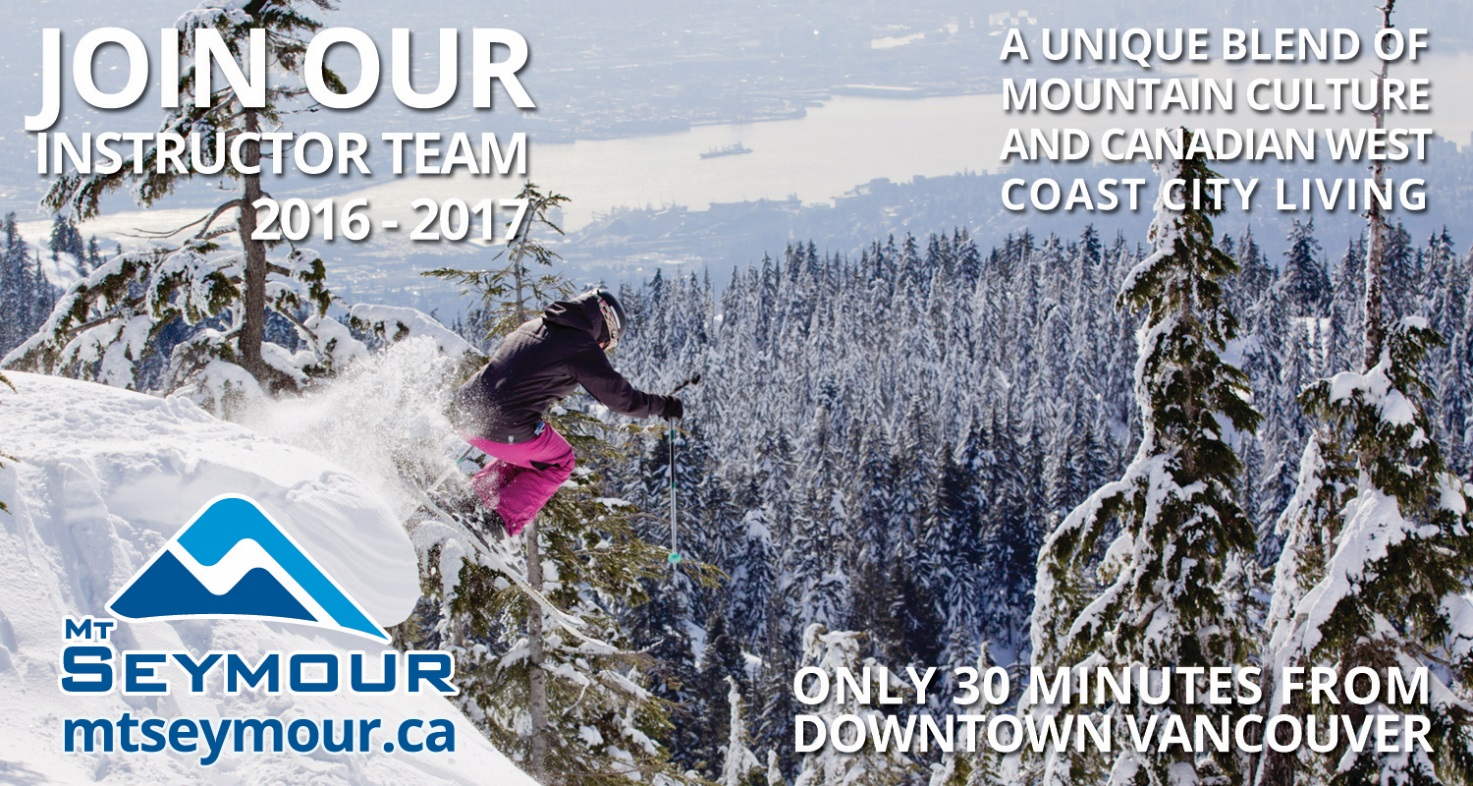 JOIN OUR
INSTRUCTOR TEAM
2016 - 2017
A UNIQUE BLEND OF
MOUNTAIN CULTURE
AND CANADIAN WEST
COAST CITY LIVING
MT
SEYMOUR
mtseymour.ca
ONLY 30 MINUTES FROM
DOWNTOWN VANCOUVER